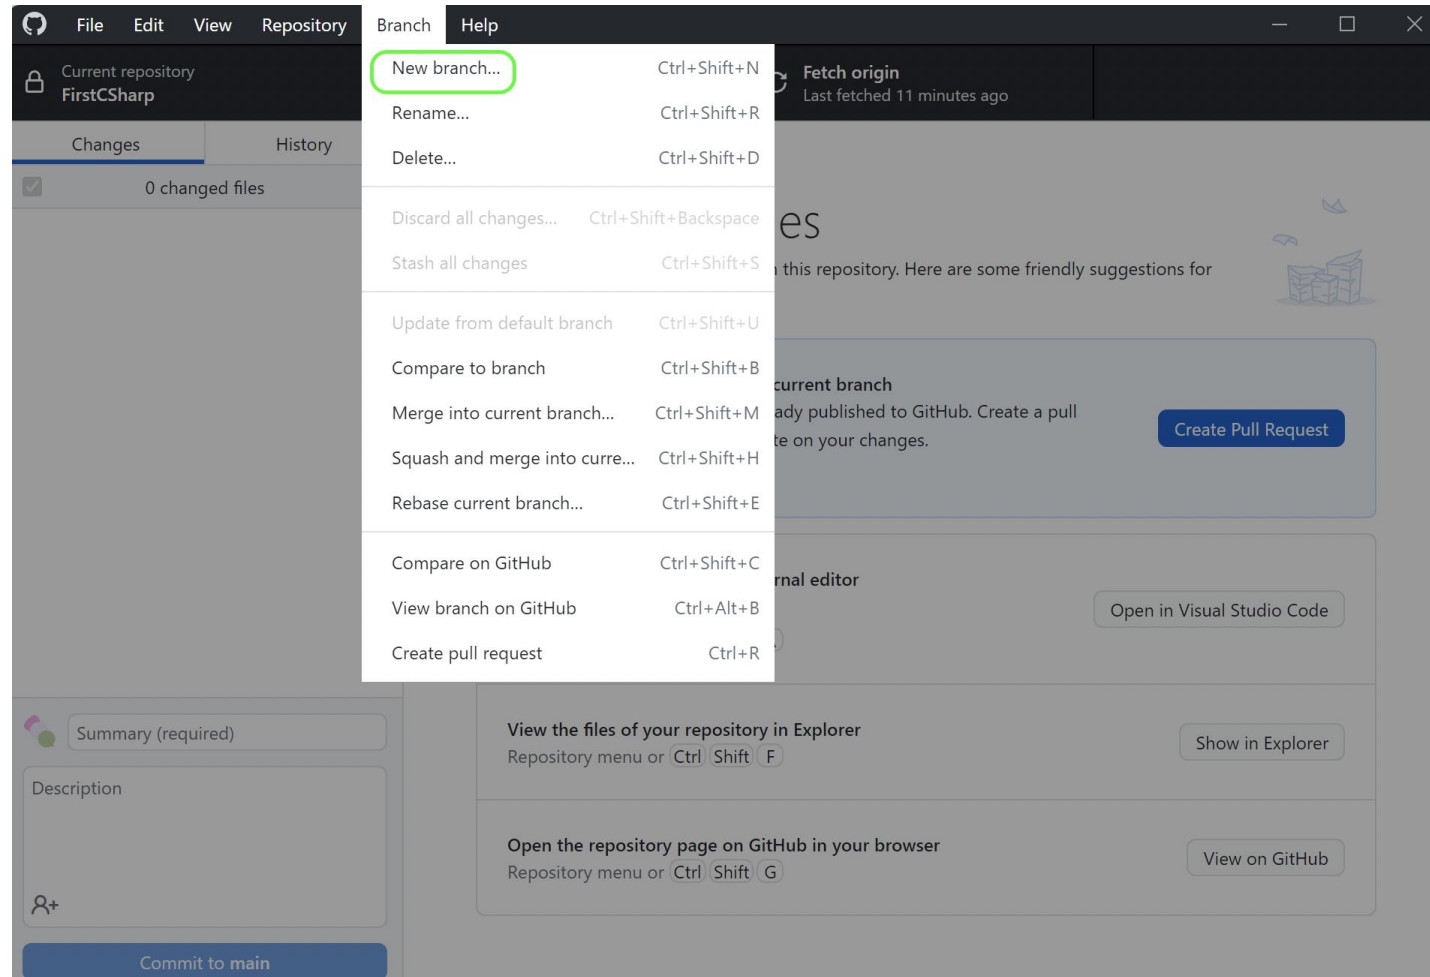 File Edit View Repository Branch Help
Current repository
FirstCSharp
Fetch origin
Last fetched 11 minutes ago
Changes History
0 changed files
New branch... Ctrl+Shift+N
Rename... Ctrl+Shift+R
Delete... Ctrl+Shift+D
Discard all changes... Ctrl+Shift+Backspace
Stash all changes Ctrl+Shift+S
Update from default branch Ctrl+Shift+U
Compare to branch Ctrl+Shift+B
Merge into current branch... Ctrl+Shift+M
Squash and merge into curre... Ctrl+Shift+H
Rebase current branch... Ctrl+Shift+E
Compare on GitHub Ctrl+Shift+C
View branch on GitHub Ctrl+Alt+B
Create pull request Ctrl+R
es
this repository. Here are some friendly suggestions for
current branch
ady published to GitHub. Create a pull
te on your changes.
Create Pull Request
rnal editor
Open in Visual Studio Code
View the files of your repository in Explorer
Repository menu or Ctrl Shift F
Show in Explorer
Open the repository page on GitHub in your browser
Repository menu or Ctrl Shift G
View on GitHub
Summary (required)
Description
Commit to main